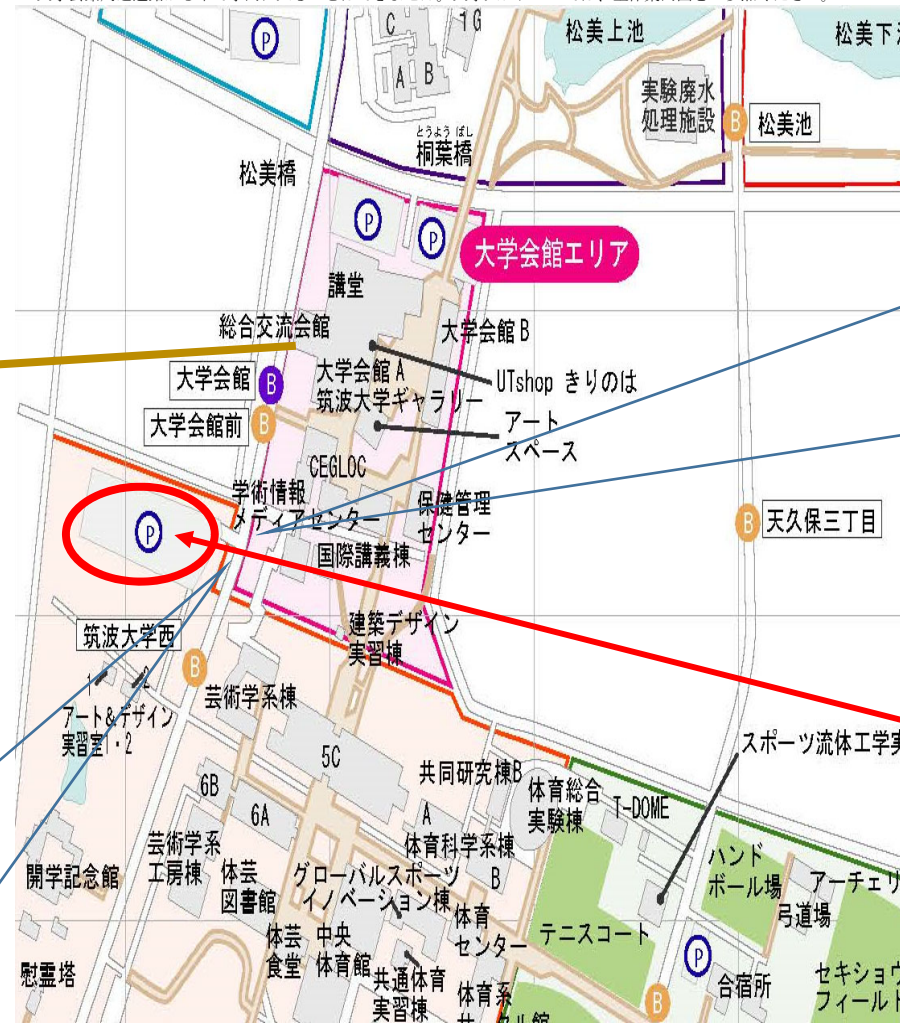 P
C
1G
A
B
松美上池
松美下
実験廃水
処理施設
B
松美池
とうようばし
桐葉橋
松美橋
P
P
大学会館エリア
講堂
総合交流会館
大学会館B
大学会館
B
大学会館A
筑波大学ギャラリー
UTshop きりのは
大学会館前
B
アート
スペース
CEGLOC
学術情報
メディアセンター
保健管理
センター
国際講義棟
P
B
天久保三丁目
建築デザイン
実習棟
筑波大学西
B
1
2
アート&デザイン
実習室1・2
芸術学系棟
5C
スポーツ流体工学実
共同研究棟B
6B
6A
A
体育総合
実験棟
T-DOME
芸術学系
工房棟
体育科学系棟
B
開学記念館
体芸
図書館
グローバルスポーツ
イノベーション棟
ハンド
ボール場
アーチェリ
弓道場
体育
センター
テニスコート
体芸
食堂
中央
体育館
P
慰霊塔
共通体育
実習棟
体育系
合宿所
B
セキショウ
フィールド